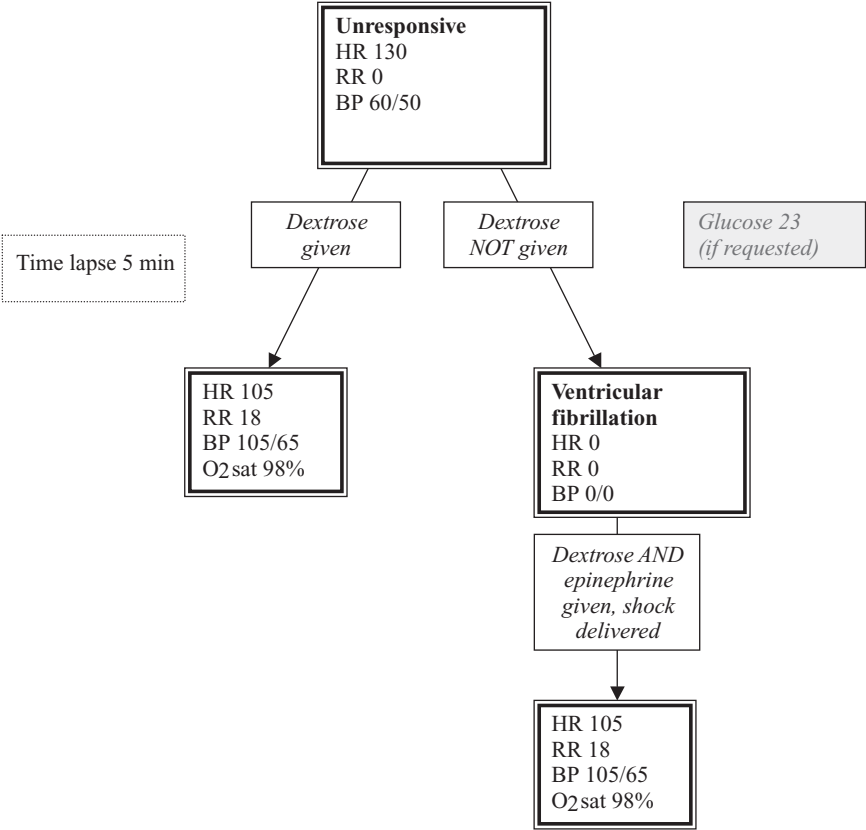 Unresponsive
HR 130
RR 0
BP 60/50
Dextrose
given
Dextrose
NOT given
Glucose 23
(if requested)
Time lapse 5 min
HR 105
RR 18
BP 105/65
O2 sat 98%
Ventricular
fibrillation
HR 0
RR 0
BP 0/0
Dextrose AND
epinephrine
given, shock
delivered
HR 105
RR 18
BP 105/65
O2 sat 98%